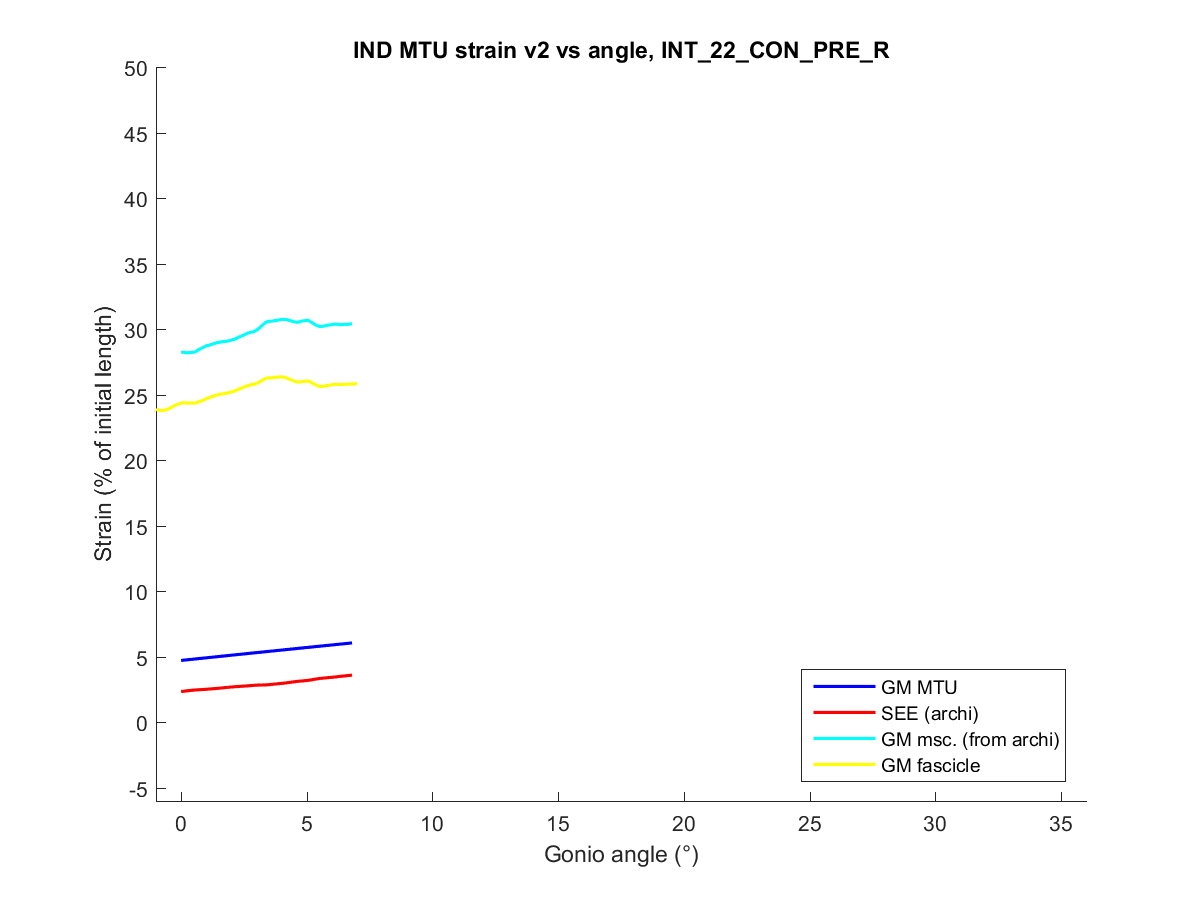 IND MTU strain v2 vs angle, INT_22_CON_PRE_R
50
45
40
35
30
25
20
15
10
5
0
-5
Strain (% of initial length)
GM MTU
SEE (archi)
GM msc. (from archi)
GM fascicle
0 5 10 15 20 25 30 35
Gonio angle (°)